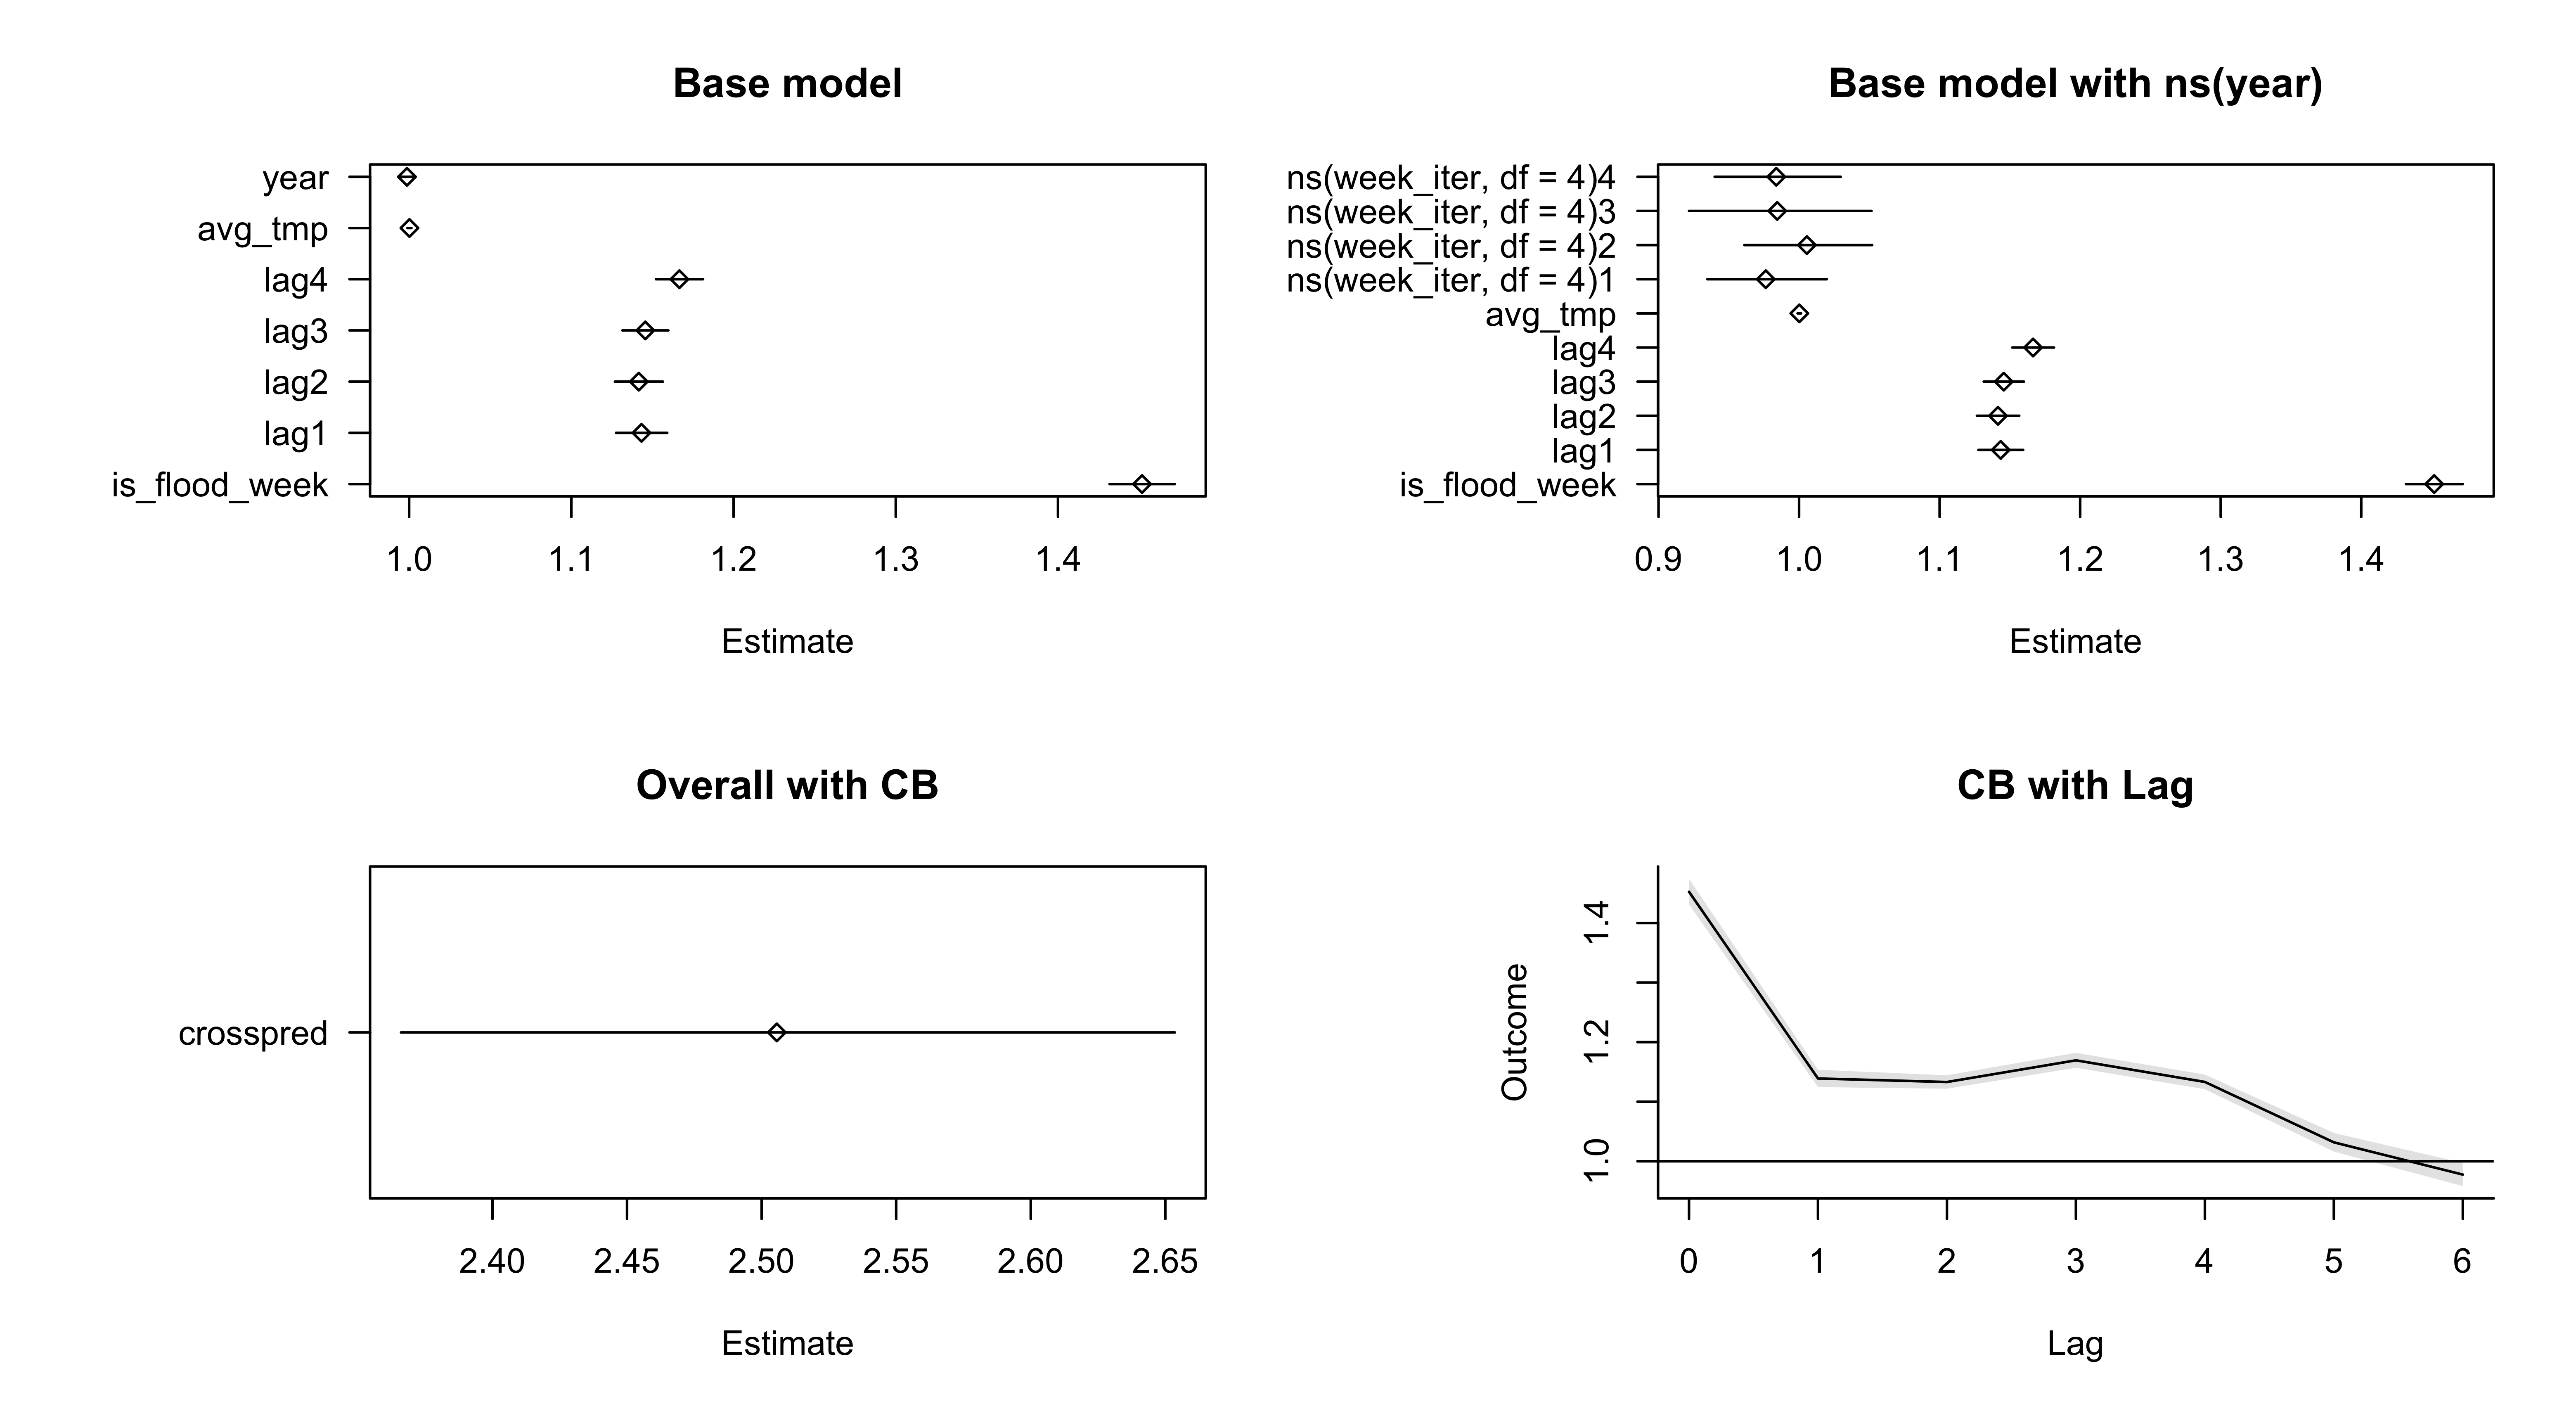 Base model
year
avg_tmp
lag4
lag3
lag2
lag1
is_flood_week
1.0 1.1 1.2 1.3 1.4
Estimate
Base model with ns(year)
ns(week_iter, df = 4)4
ns(week_iter, df = 4)3
ns(week_iter, df = 4)2
ns(week_iter, df = 4)1
avg_tmp
lag4
lag3
lag2
lag1
is_flood_week
0.9 1.0 1.1 1.2 1.3 1.4
Estimate
Overall with CB
crosspred
2.40 2.45 2.50 2.55 2.60 2.65
Estimate
CB with Lag
Outcome
1.4
1.2
1.0
0 1 2 3 4 5 6
Lag